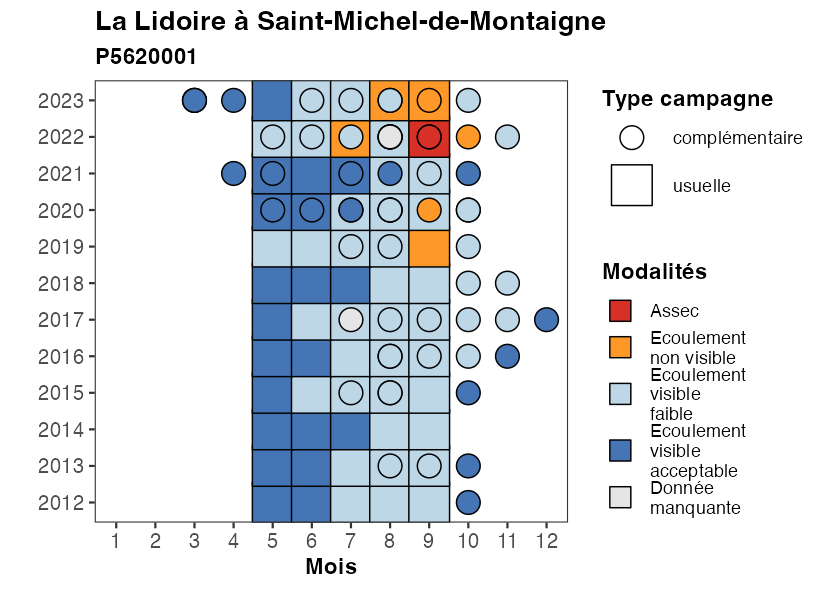 La Lidoire à Saint-Michel-de-Montaigne
P5620001
2023
2022
2021
2020
2019
2018
2017
2016
2015
2014
2013
2012
1 2 3 4 5 6 7 8 9 10 11 12
Mois
Type campagne
complémentaire
usuelle
Modalités
Assec
Ecoulement
non visible
Ecoulement
visible
faible
Ecoulement
visible
acceptable
Donnée
manquante